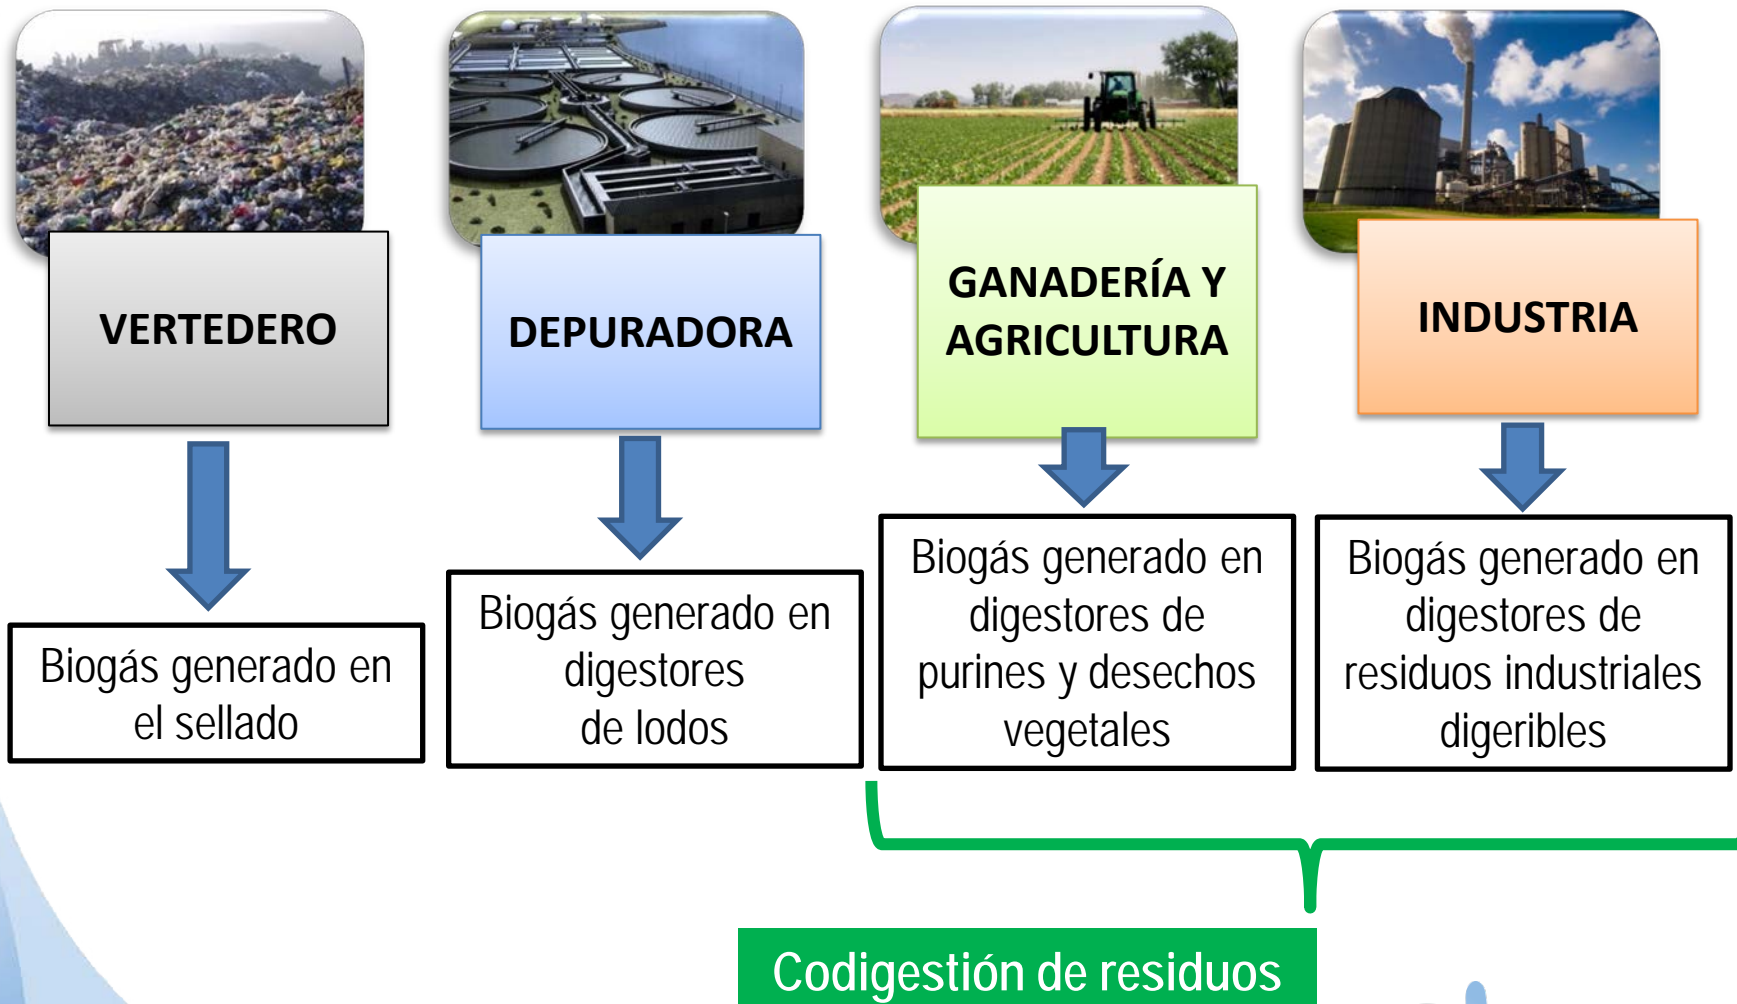 VERTEDERO
DEPURADORA
GANADERÍA Y
AGRICULTURA
INDUSTRIA
Biogás generado en
el sellado
Biogás generado en
digestores
de lodos
Biogás generado en
digestores de
purines y desechos
vegetales
Biogás generado en
digestores de
residuos industriales
digeribles
Codigestión de residuos